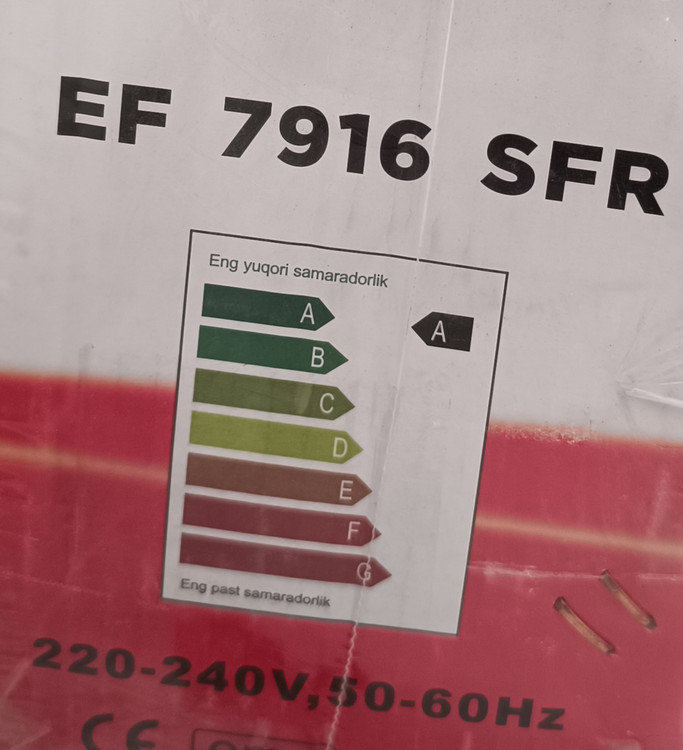 EF 7916 SFR
Eng yuqori samaradorlik
A
A
B
C
D
E
F
G
Eng past samaradorlik
220-240V,50-60Hz
CE